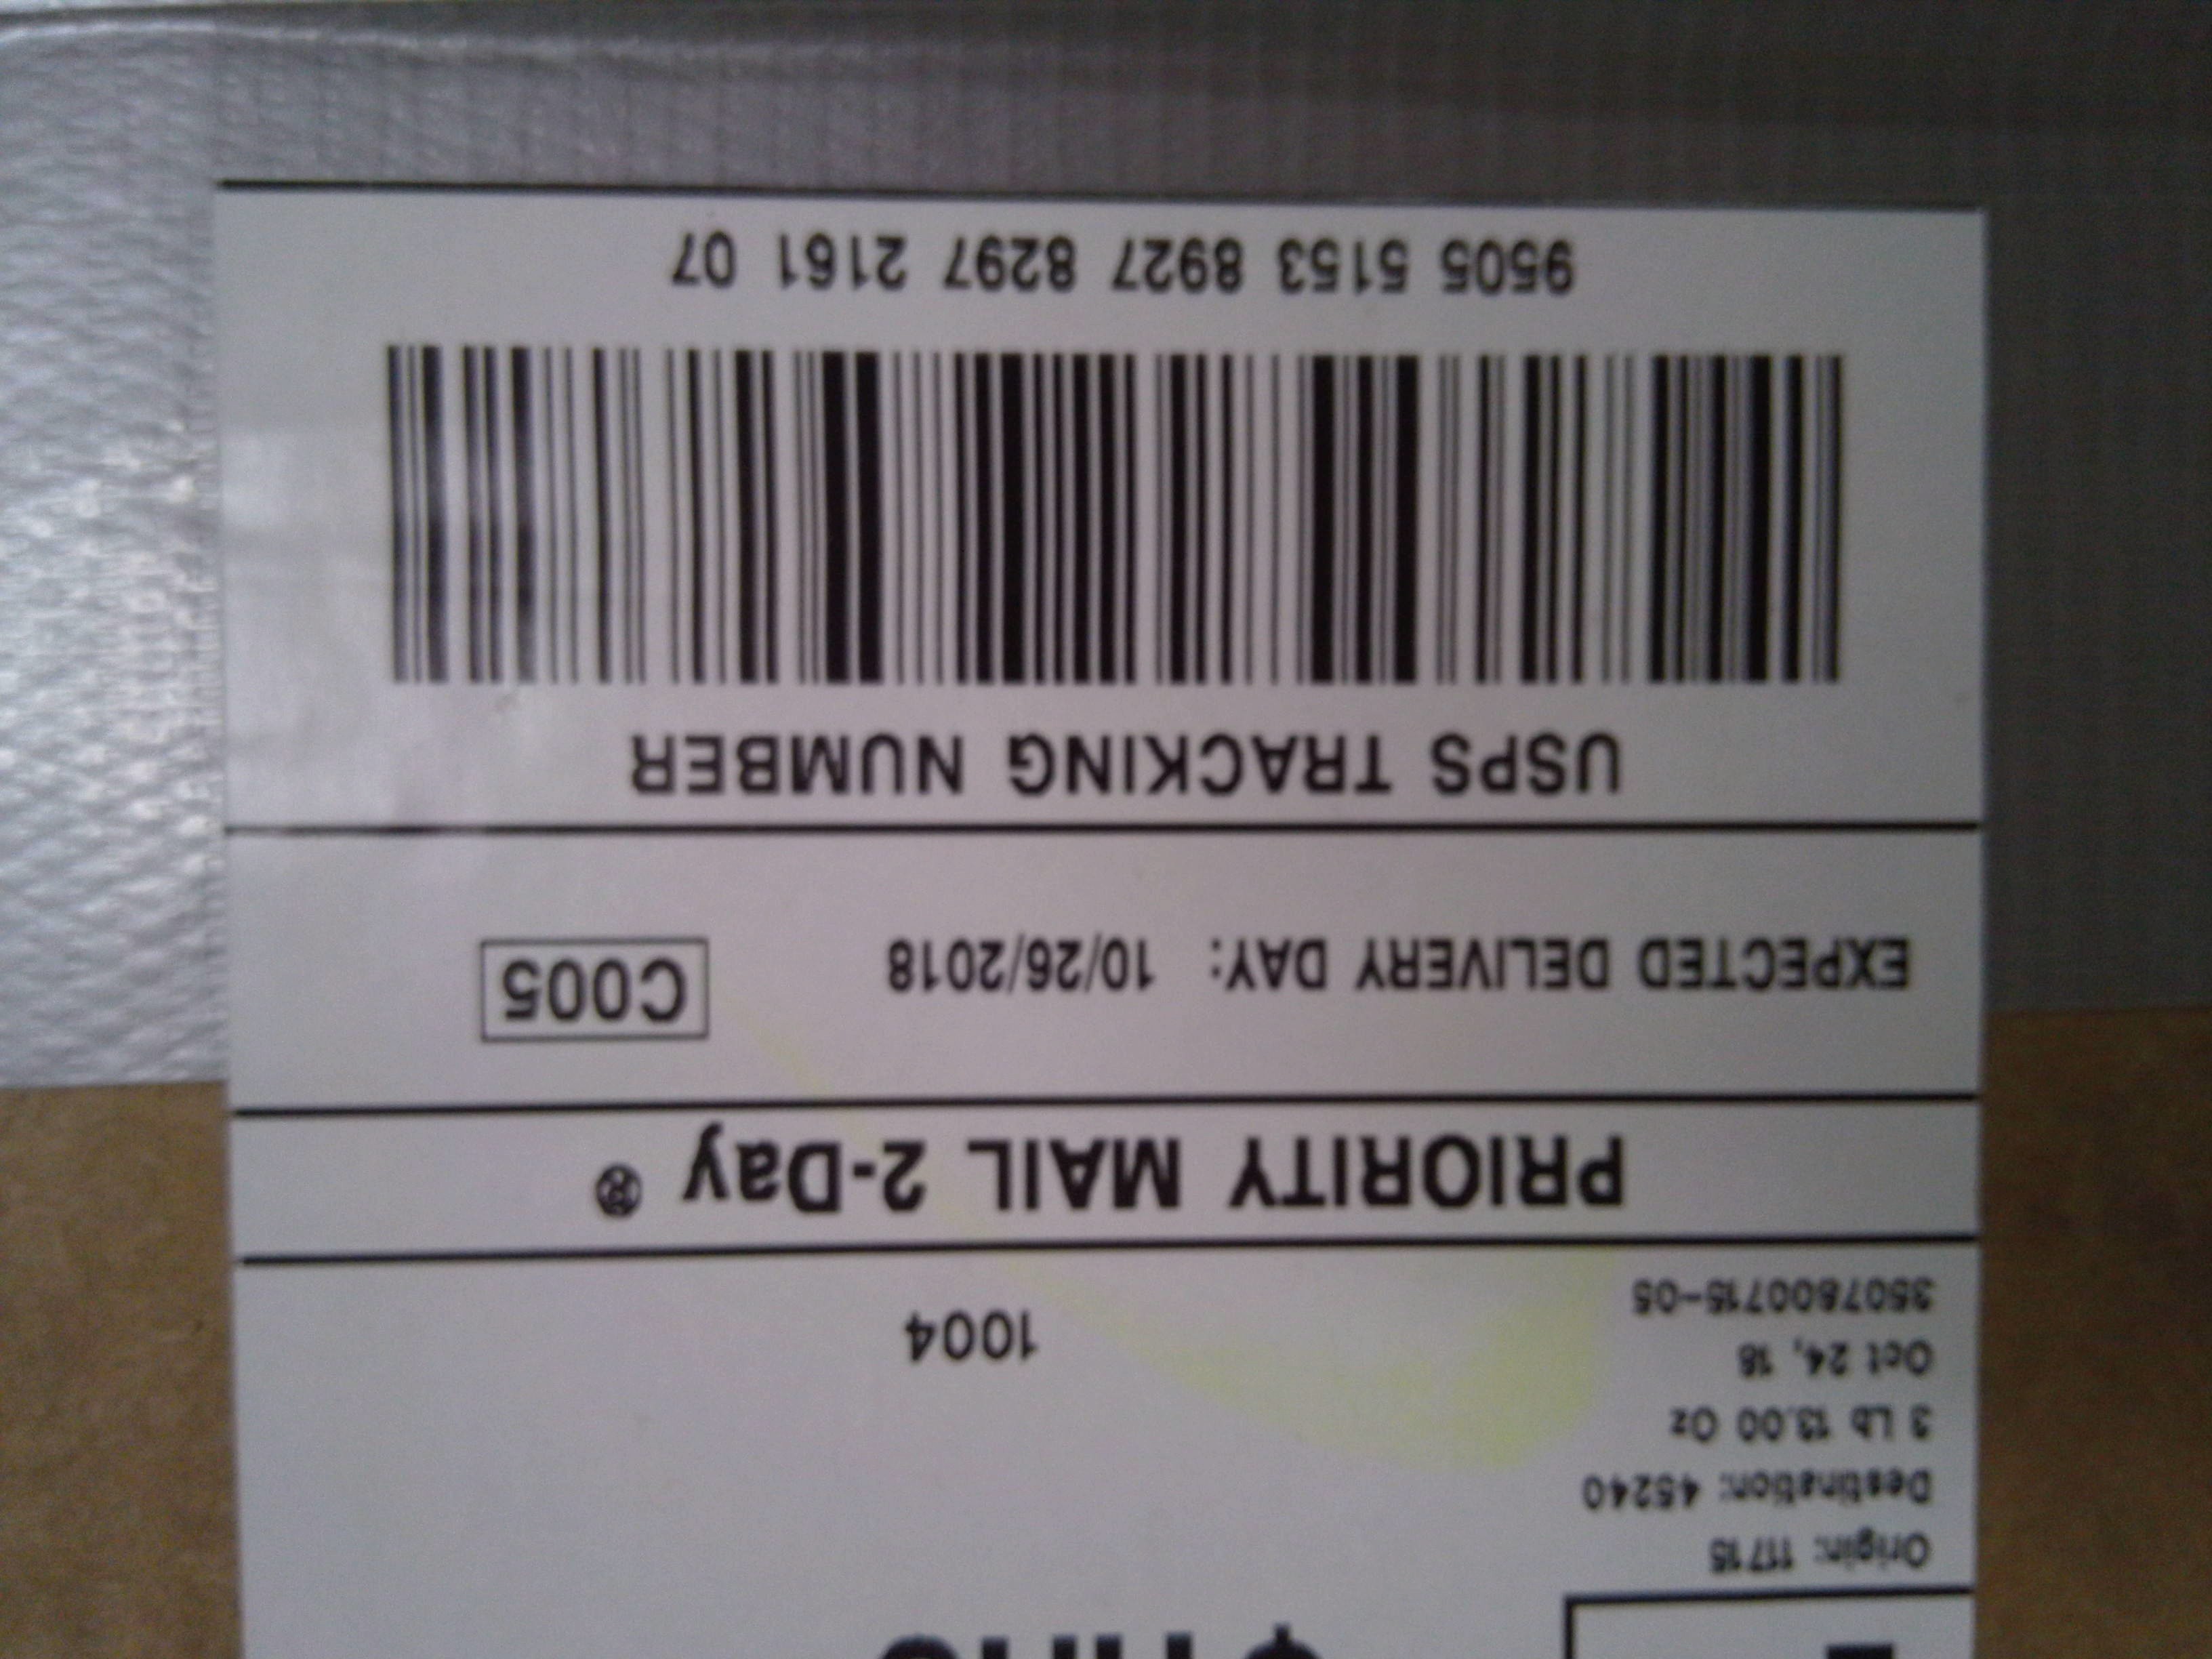 Origin: 11715
Destination: 45240
3 Lb 13.00 Oz
Oct 24, 18
3507800715-05
1004
PRIORITY MAIL 2-Day ®
EXPECTED DELIVERY DAY: 10/26/2018
C005
USPS TRACKING NUMBER
9505 5153 8927 8297 2161 07